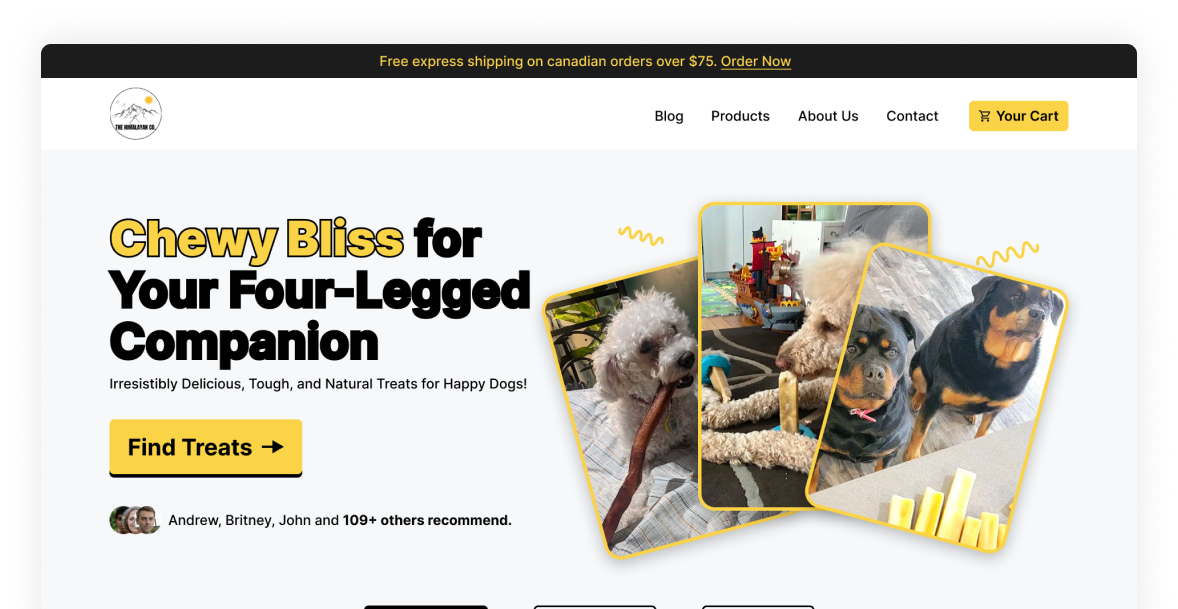 Free express shipping on canadian orders over $75. Order Now
THE HIMALAYAN CO.
Blog Products About Us Contact Your Cart
Chewy Bliss for
Your Four-Legged
Companion
Irresistibly Delicious, Tough, and Natural Treats for Happy Dogs!
Find Treats
Andrew, Britney, John and 109+ others recommend.